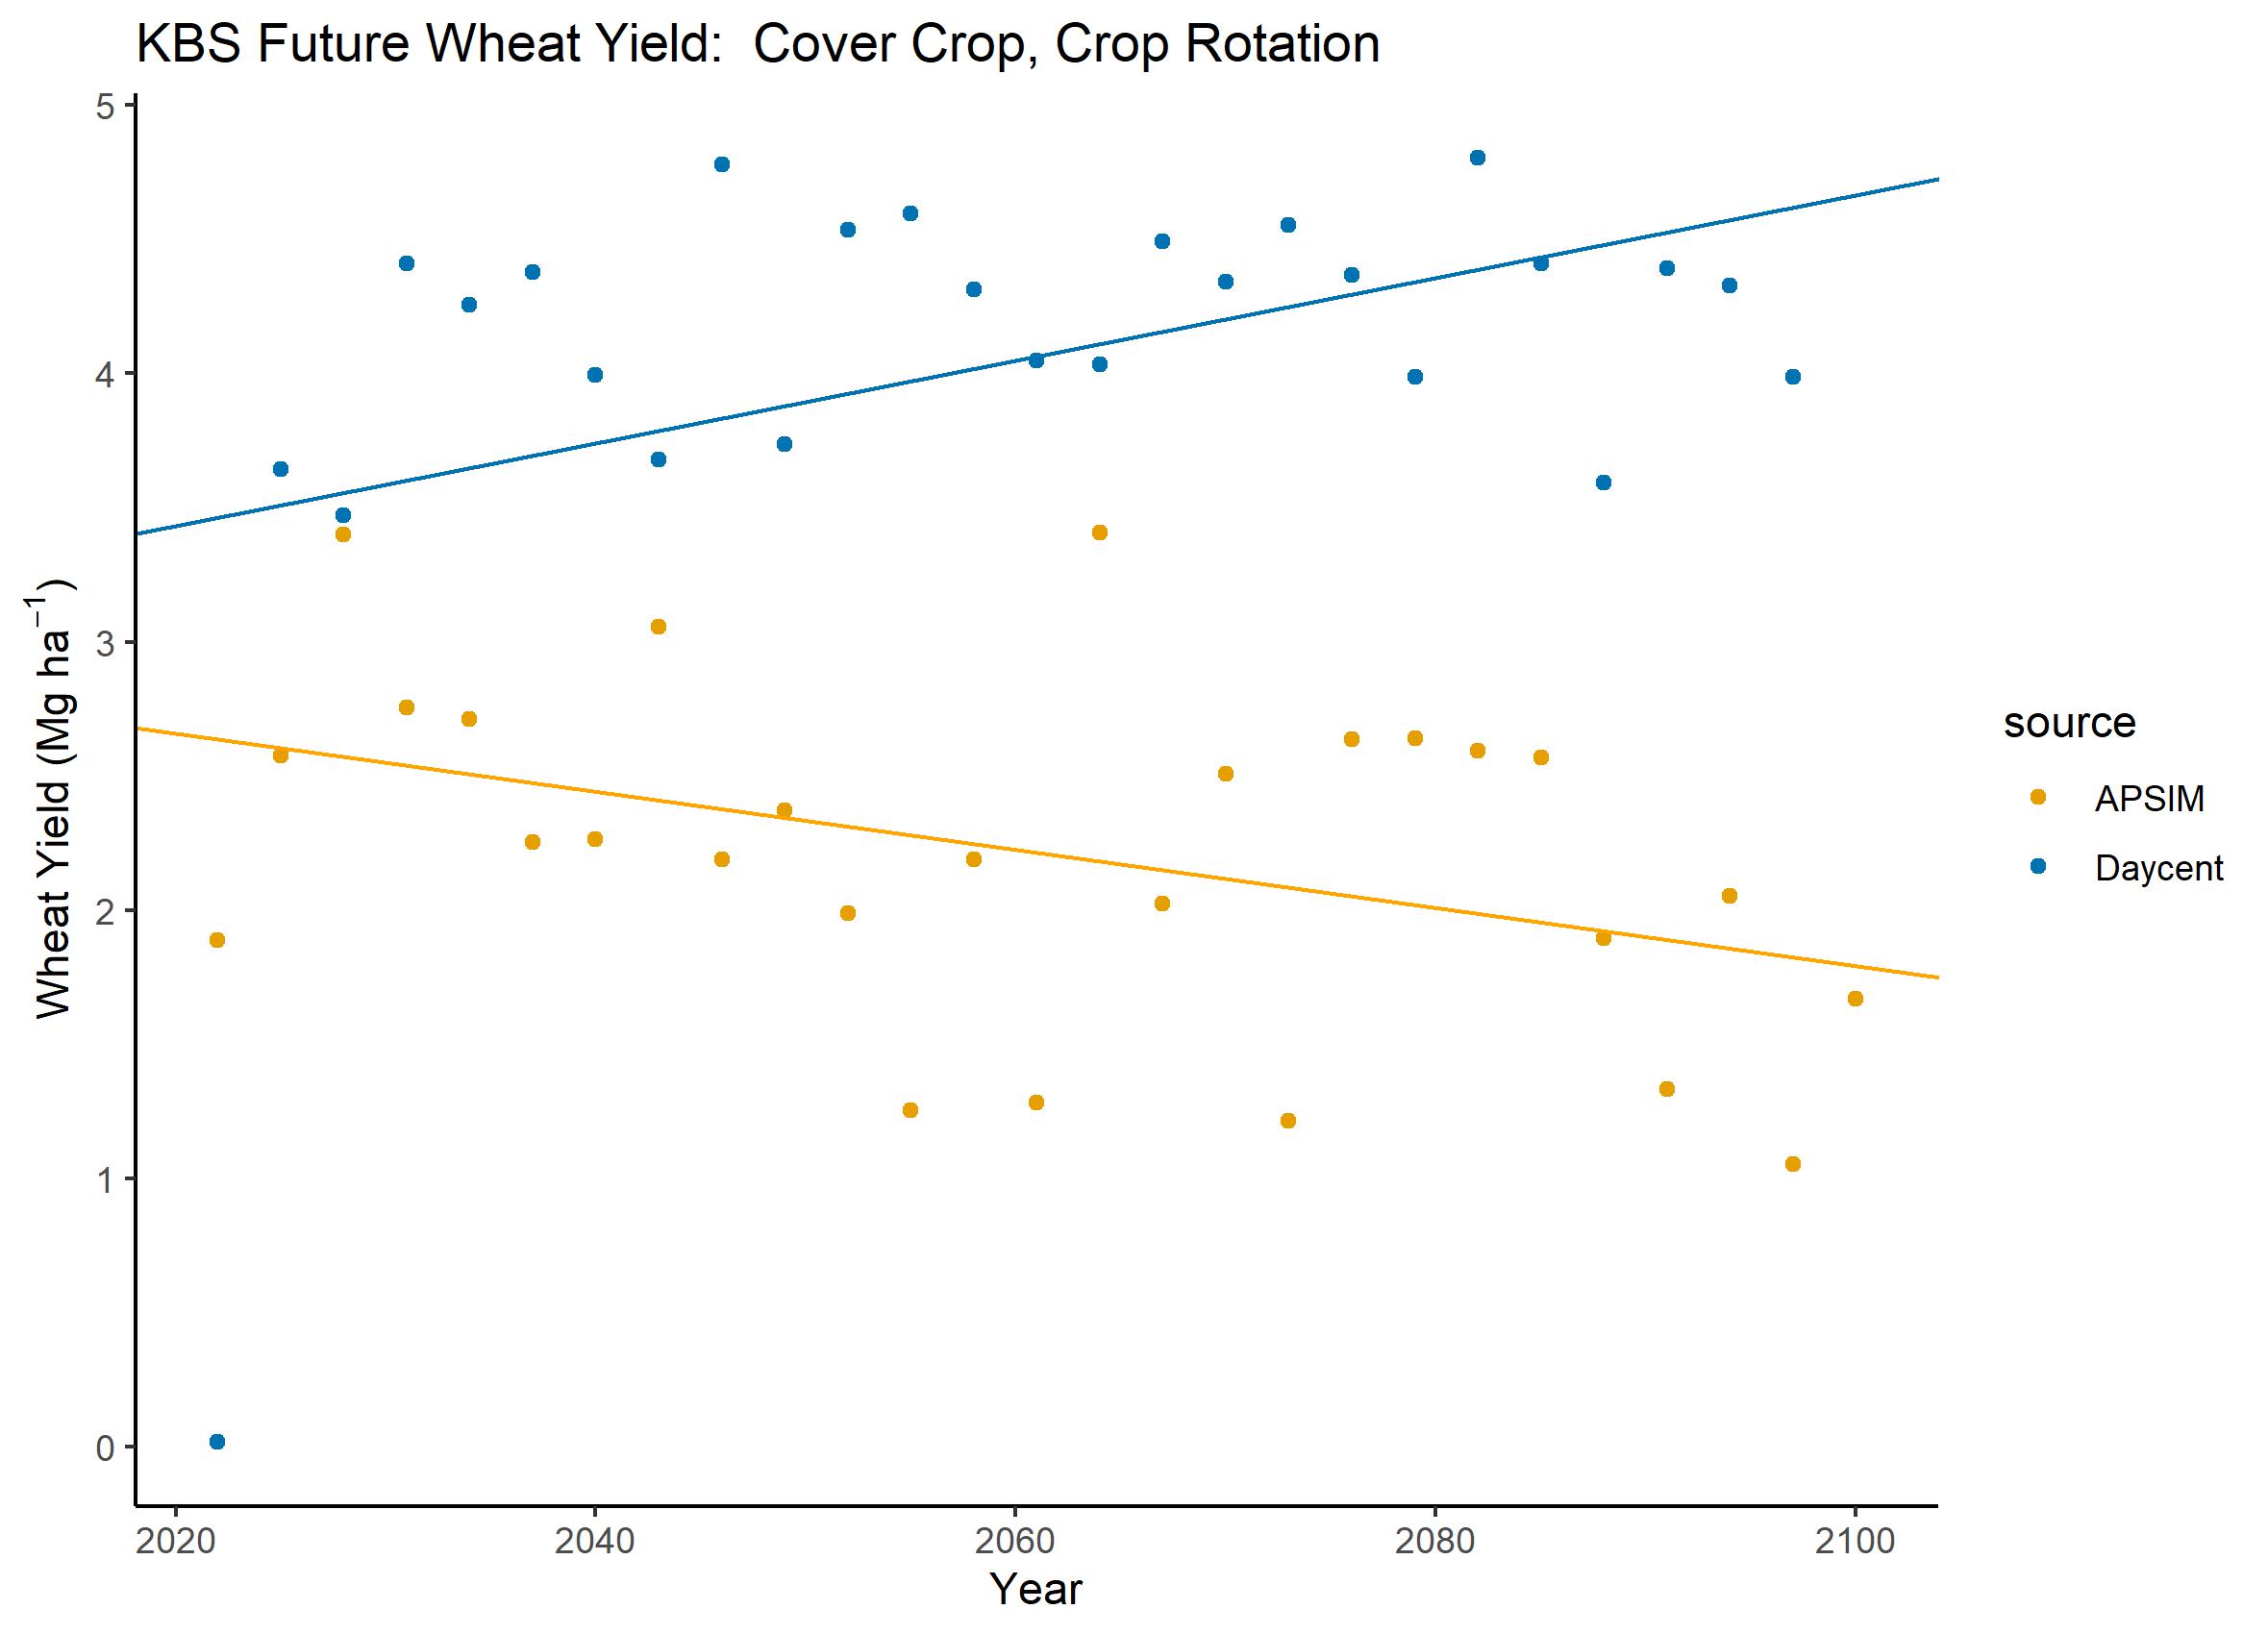 KBS Future Wheat Yield:  Cover Crop, Crop Rotation
5
4
3
2
1
0
Wheat Yield (Mg ha⁻¹)
2020 2040 2060 2080 2100
Year
source
APSIM
Daycent